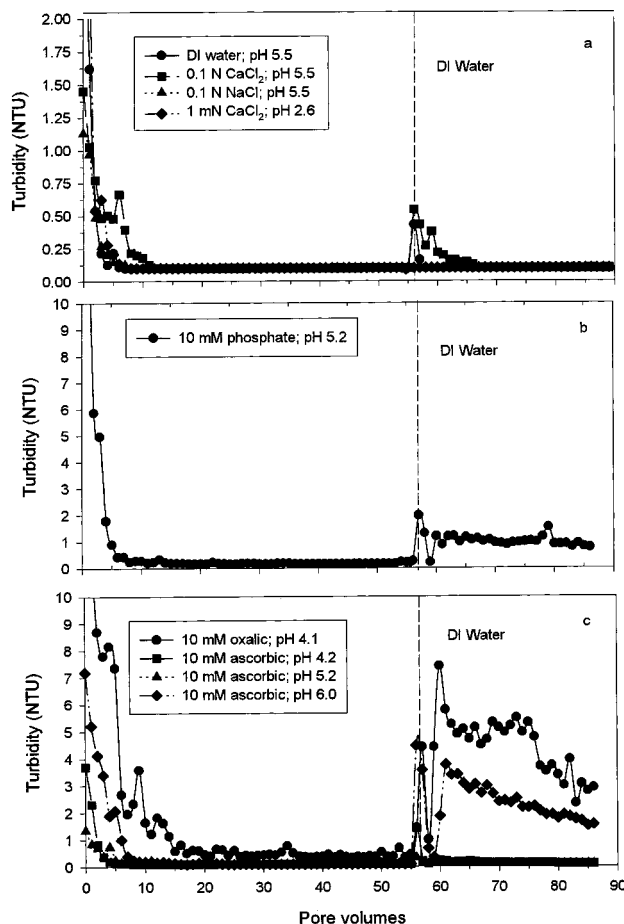 2.00
1.75
1.50
1.25
1.00
0.75
0.50
0.25
0.00
Turbidity (NTU)
DI water; pH 5.5
0.1 N CaCl₂; pH 5.5
0.1 N NaCl; pH 5.5
1 mN CaCl₂; pH 2.6
a
DI Water
10
9
8
7
6
5
4
3
2
1
0
Turbidity (NTU)
10 mM phosphate; pH 5.2
b
DI Water
10
9
8
7
6
5
4
3
2
1
0
Turbidity (NTU)
10 mM oxalic; pH 4.1
10 mM ascorbic; pH 4.2
10 mM ascorbic; pH 5.2
10 mM ascorbic; pH 6.0
c
DI Water
0 10 20 30 40 50 60 70 80 90
Pore volumes